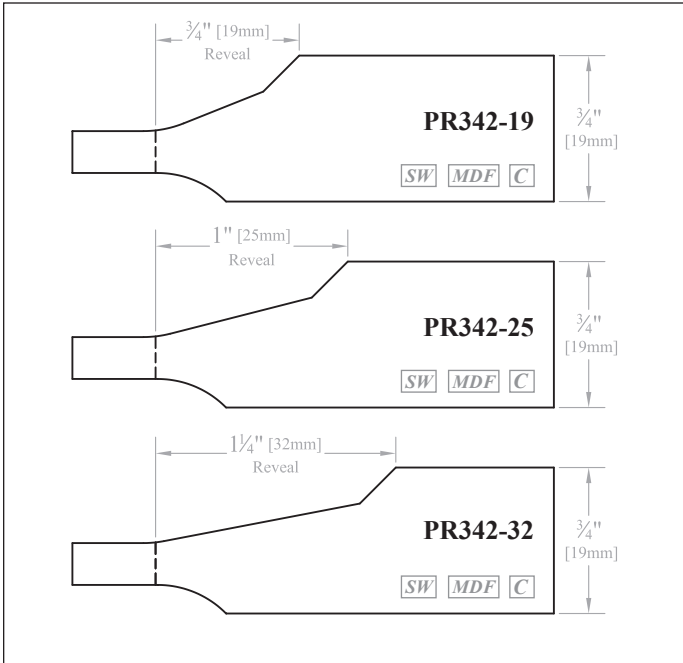 ¾" [19mm]
Reveal
PR342-19
¾"
[19mm]
SW MDF C
1" [25mm]
Reveal
PR342-25
¾"
[19mm]
SW MDF C
1¼" [32mm]
Reveal
PR342-32
¾"
[19mm]
SW MDF C